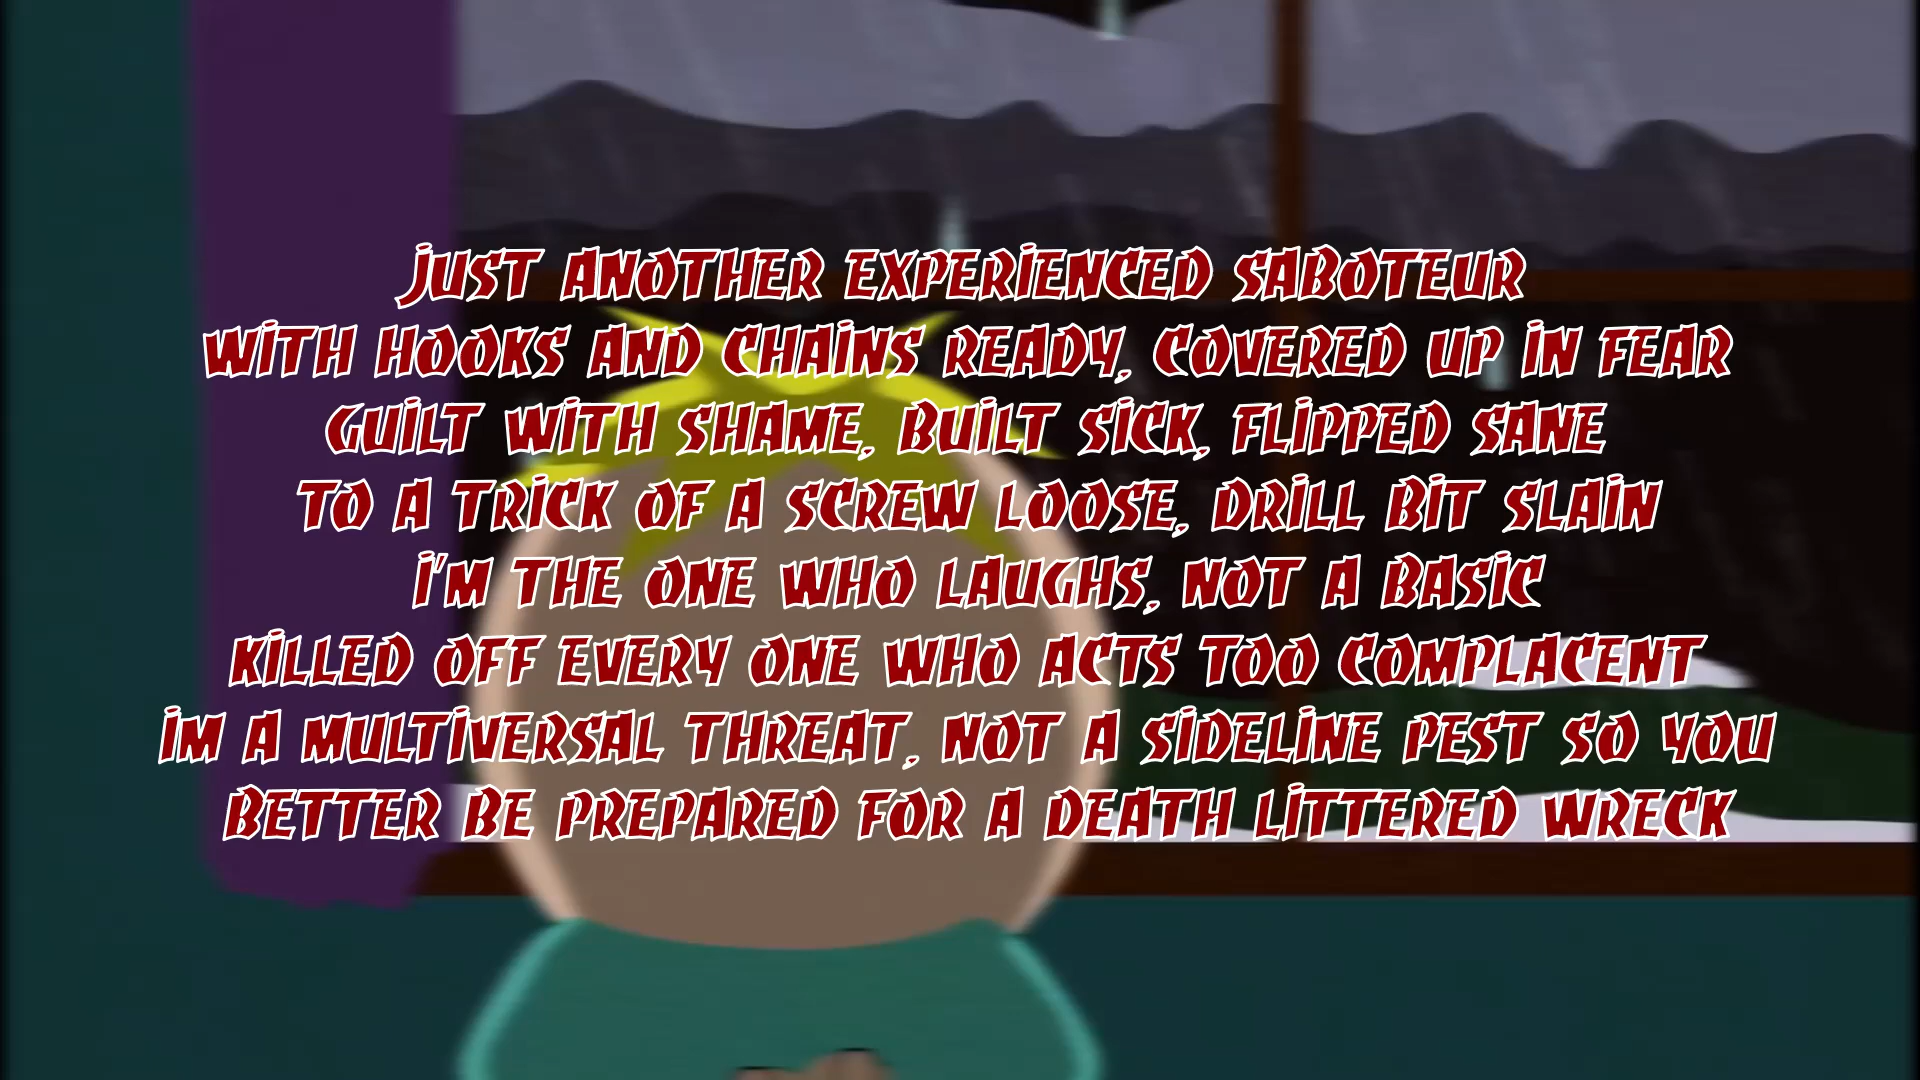 JUST ANOTHER EXPERIENCED SABOTEUR
WITH HOOKS AND CHAINS READY, COVERED UP IN FEAR
GUILT WITH SHAME, BUILT SICK, FLIPPED SANE
TO A TRICK OF A SCREW LOOSE, DRILL BIT SLAIN
I'M THE ONE WHO LAUGHS, NOT A BASIC
KILLED OFF EVERY ONE WHO ACTS TOO COMPLACENT
IM A MULTIVERSAL THREAT, NOT A SIDELINE PEST SO YOU
BETTER BE PREPARED FOR A DEATH LITTERED WRECK